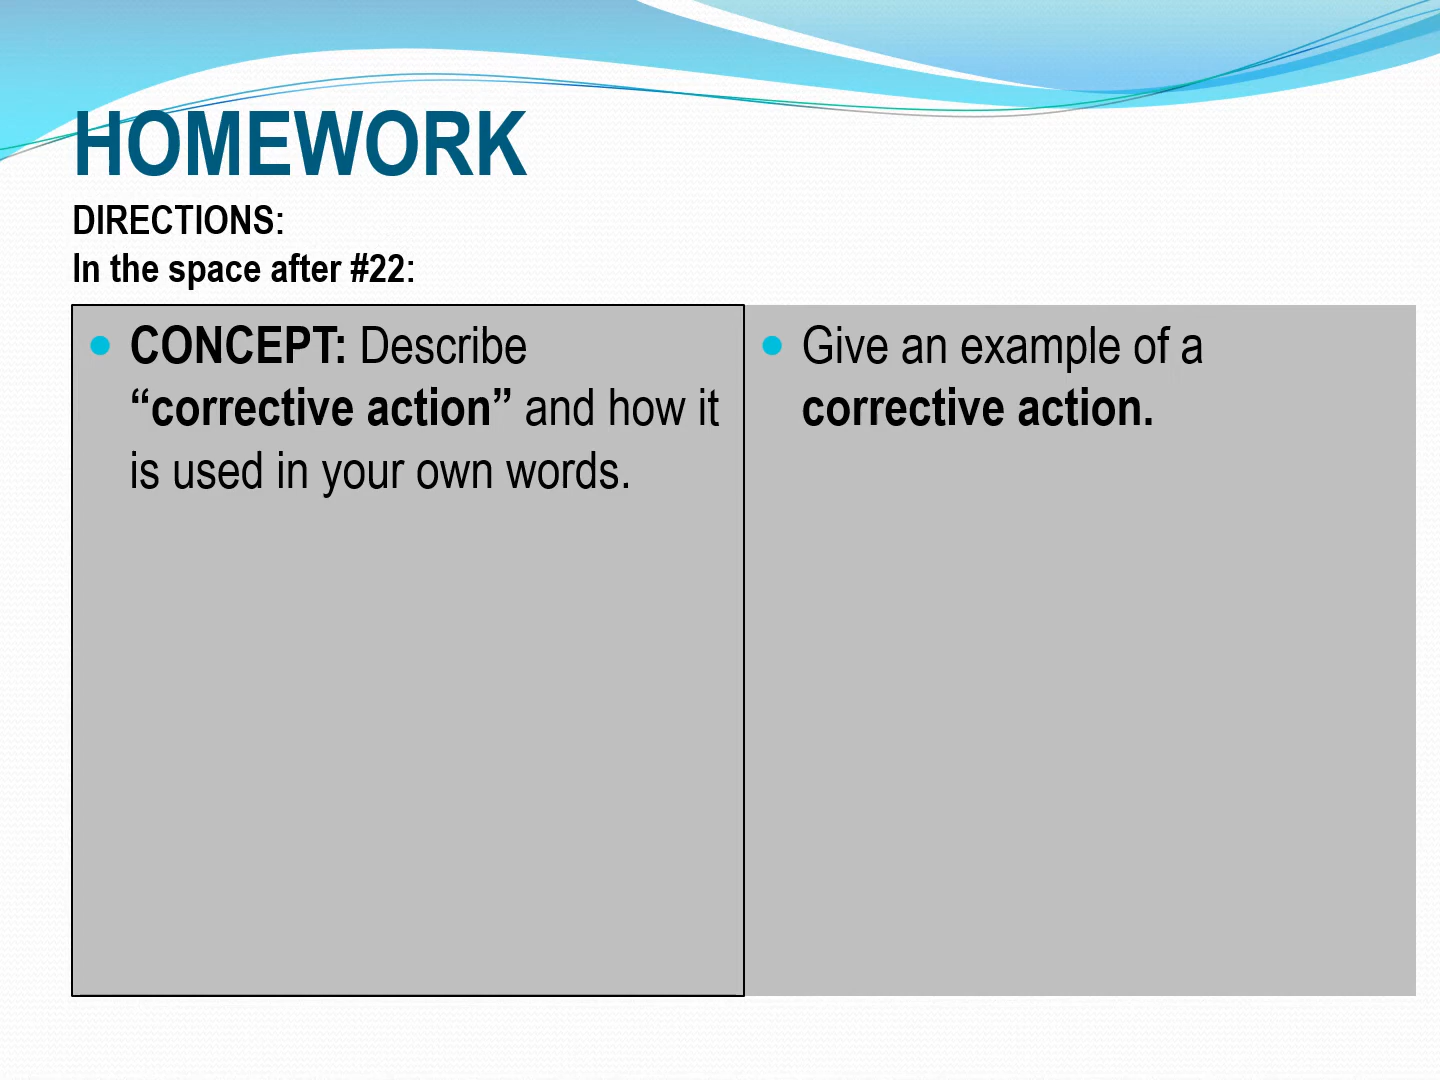 HOMEWORK
DIRECTIONS:
In the space after #22:
• CONCEPT: Describe
“corrective action” and how it
is used in your own words.
• Give an example of a
corrective action.